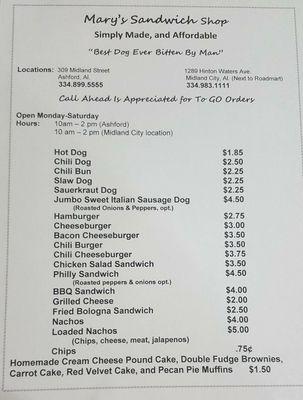 Mary's Sandwich Shop
Simply Made, and Affordable
"Best Dog Ever Bitten By Man"
Locations: 309 Midland Street 1289 Hinton Waters Ave.
Ashford, Al. Midland City, Al. (Next to Roadmart)
334.899.5555 334.983.1111
Call Ahead Is Appreciated for To GO Orders
Open Monday-Saturday
Hours: 10am – 2 pm (Ashford)
10 am – 2 pm (Midland City location)
Hot Dog $1.85
Chili Dog $2.50
Chili Bun $2.25
Slaw Dog $2.25
Sauerkraut Dog $2.25
Jumbo Sweet Italian Sausage Dog $4.50
(Roasted Onions & Peppers, opt.)
Hamburger $2.75
Cheeseburger $3.00
Bacon Cheeseburger $3.50
Chili Burger $3.50
Chili Cheeseburger $3.75
Chicken Salad Sandwich $3.50
Philly Sandwich $4.50
(Roasted peppers & onions opt.)
BBQ Sandwich $4.00
Grilled Cheese $2.00
Fried Bologna Sandwich $2.50
Nachos $4.00
Loaded Nachos $5.00
(Chips, cheese, meat, jalapenos)
Chips .75¢
Homemade Cream Cheese Pound Cake, Double Fudge Brownies,
Carrot Cake, Red Velvet Cake, and Pecan Pie Muffins $1.50